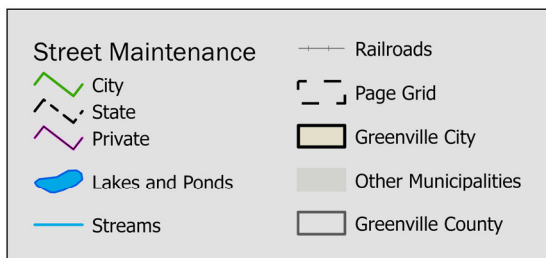 Street Maintenance
City
State
Private
Lakes and Ponds
Streams
Railroads
Page Grid
Greenville City
Other Municipalities
Greenville County